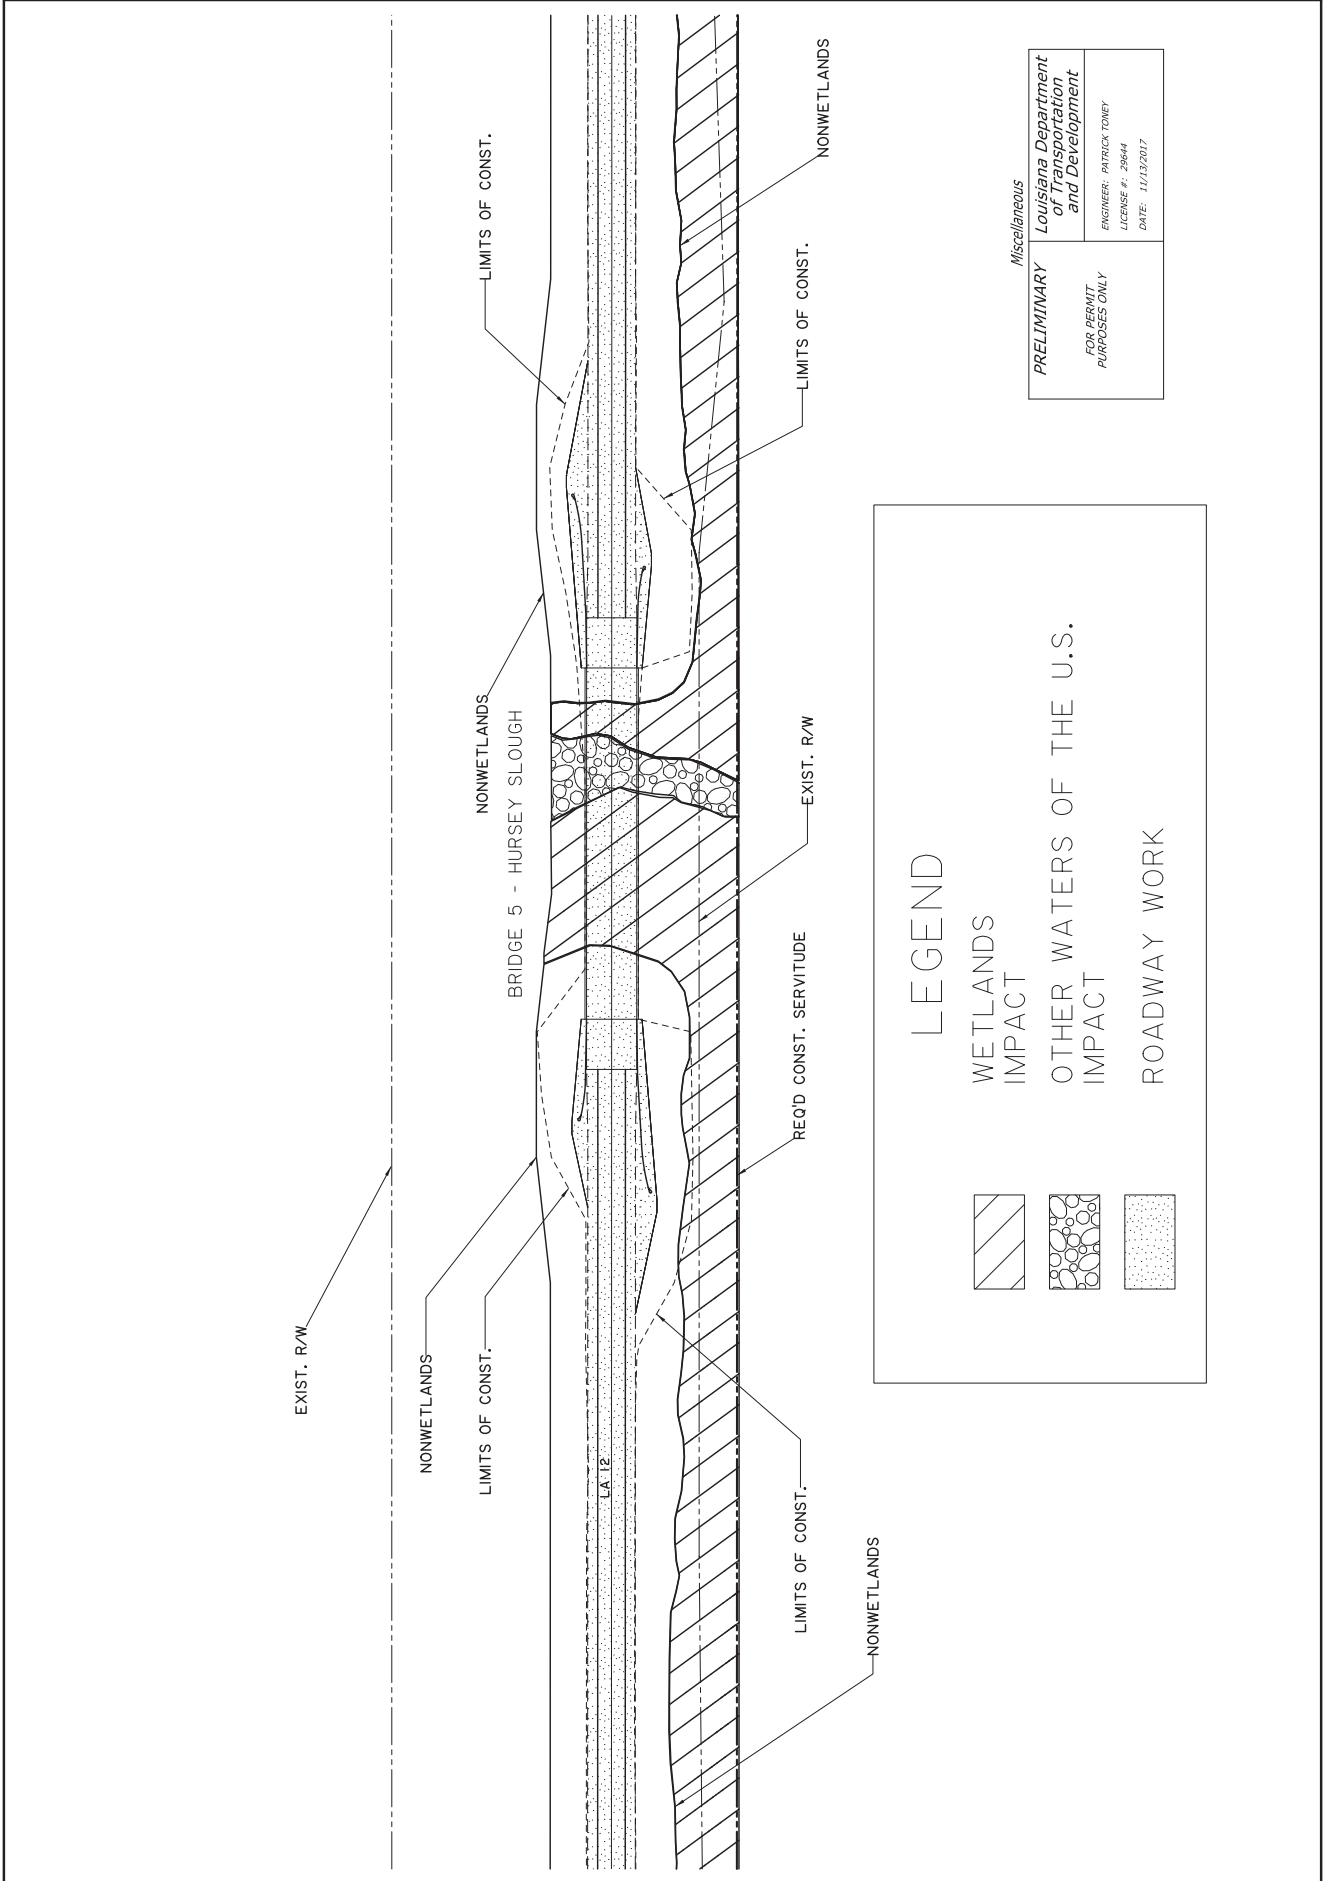 EXIST. R/W
NONWETLANDS
LIMITS OF CONST.
LIMITS OF CONST.
NONWETLANDS
BRIDGE 5 - HURSEY SLOUGH
LA 12
LIMITS OF CONST.
NONWETLANDS
REQ'D CONST. SERVITUDE
EXIST. R/W
LIMITS OF CONST.
NONWETLANDS
LEGEND
WETLANDS
IMPACT
OTHER WATERS OF THE U.S.
IMPACT
ROADWAY WORK
Miscellaneous
PRELIMINARY
FOR PERMIT
PURPOSES ONLY
Louisiana Department
of Transportation
and Development
ENGINEER: PATRICK TONEY
LICENSE #: 29644
DATE: 11/13/2017